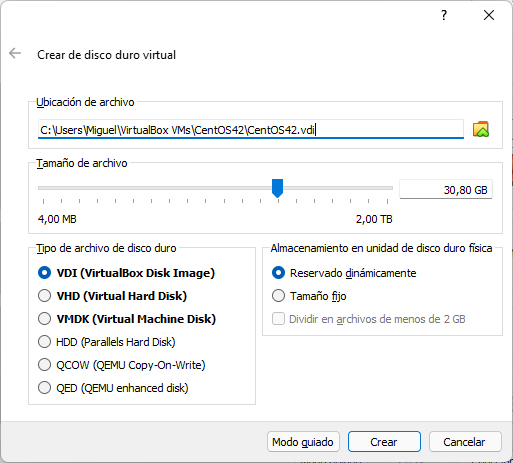 ?
Crear de disco duro virtual
Ubicación de archivo
C:\Users\Miguel\VirtualBox VMs\CentOS42\CentOS42.vdi
Tamaño de archivo
30,80 GB
4,00 MB 2,00 TB
Tipo de archivo de disco duro
VDI (VirtualBox Disk Image)
VHD (Virtual Hard Disk)
VMDK (Virtual Machine Disk)
HDD (Parallels Hard Disk)
QCOW (QEMU Copy-On-Write)
QED (QEMU enhanced disk)
Almacenamiento en unidad de disco duro física
Reservado dinámicamente
Tamaño fijo
Dividir en archivos de menos de 2 GB
Modo guiado Crear Cancelar